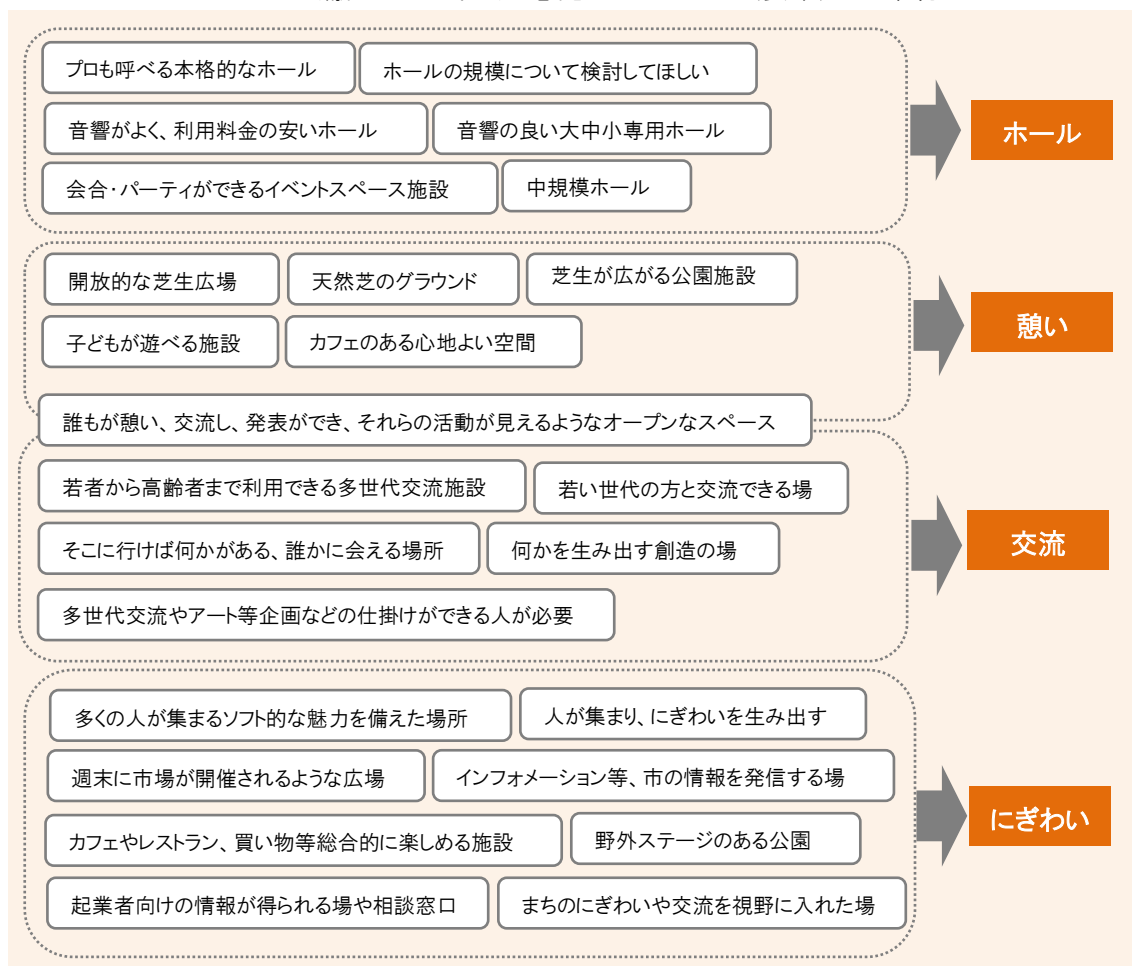 プロも呼べる本格的なホール
ホールの規模について検討してほしい
音響がよく、利用料金の安いホール
音響の良い大中小専用ホール
会合・パーティができるイベントスペース施設
中規模ホール
ホール
開放的な芝生広場
天然芝のグラウンド
芝生が広がる公園施設
子どもが遊べる施設
カフェのある心地よい空間
憩い
誰もが憩い、交流し、発表ができ、それらの活動が見えるようなオープンなスペース
若者から高齢者まで利用できる多世代交流施設
若い世代の方と交流できる場
そこに行けば何かがある、誰かに会える場所
何かを生み出す創造の場
多世代交流やアート等企画などの仕掛けができる人が必要
交流
多くの人が集まるソフト的な魅力を備えた場所
人が集まり、にぎわいを生み出す
週末に市場が開催されるような広場
インフォメーション等、市の情報を発信する場
カフェやレストラン、買い物等総合的に楽しめる施設
野外ステージのある公園
起業者向けの情報が得られる場や相談窓口
まちのにぎわいや交流を視野に入れた場
にぎわい